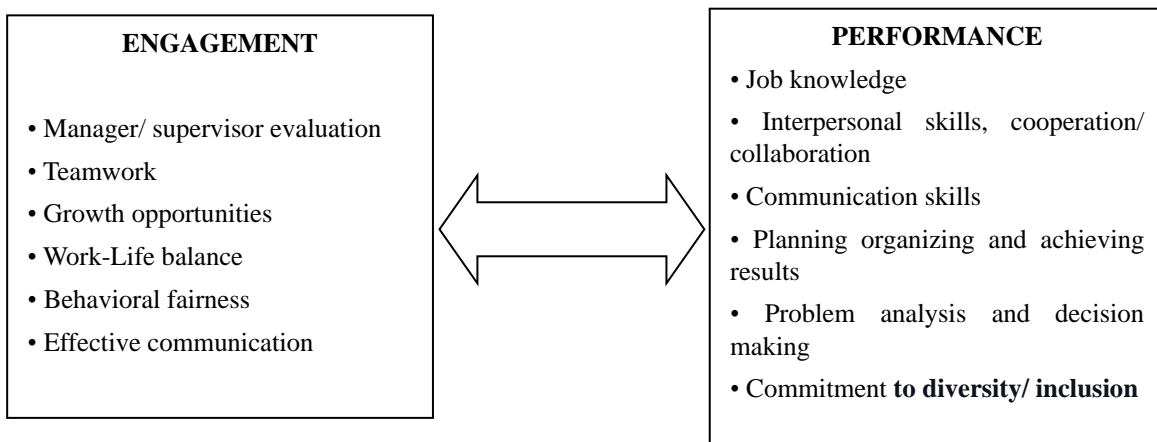 ENGAGEMENT
• Manager/ supervisor evaluation
• Teamwork
• Growth opportunities
• Work-Life balance
• Behavioral fairness
• Effective communication
PERFORMANCE
• Job knowledge
• Interpersonal skills, cooperation/
collaboration
• Communication skills
• Planning organizing and achieving
results
• Problem analysis and decision
making
• Commitment to diversity/ inclusion